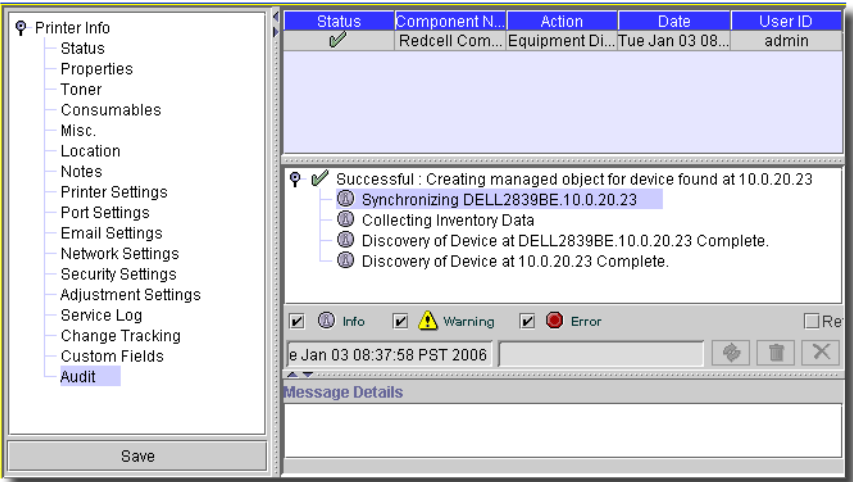 Printer Info
Status
Properties
Toner
Consumables
Misc.
Location
Notes
Printer Settings
Port Settings
Email Settings
Network Settings
Security Settings
Adjustment Settings
Service Log
Change Tracking
Custom Fields
Audit
Save
Status Component N... Action Date User ID
Redcell Com... Equipment Di... Tue Jan 03 08... admin
Successful : Creating managed object for device found at 10.0.20.23
Synchronizing DELL2839BE.10.0.20.23
Collecting Inventory Data
Discovery of Device at DELL2839BE.10.0.20.23 Complete.
Discovery of Device at 10.0.20.23 Complete.
Info Warning Error Re
e Jan 03 08:37:58 PST 2006
Message Details